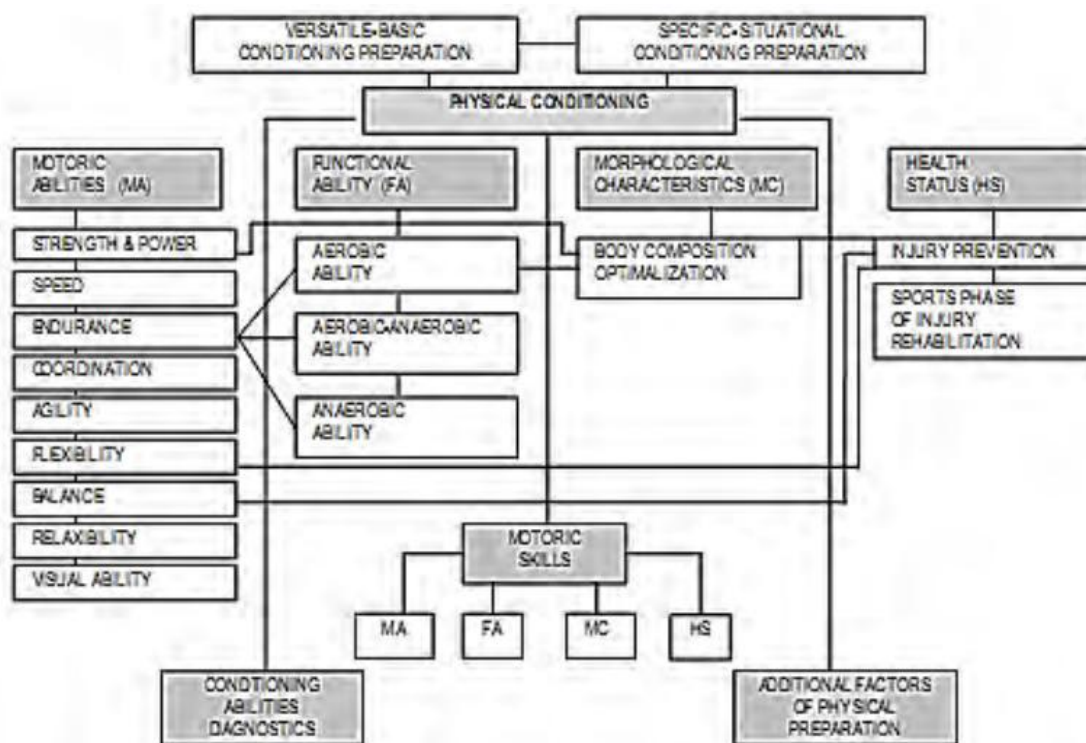 VERSATILE-BASIC
CONDTIONING PREPARATION
SPECIFIC-SITUATIONAL
CONDITIONING PREPARATION
PHYSICAL CONDITIONING
MOTORIC
ABILITIES (MA)
FUNCTIONAL
ABILITY (FA)
MORPHOLOGICAL
CHARACTERISTICS (MC)
HEALTH
STATUS (HS)
STRENGTH & POWER
SPEED
ENDURANCE
COORDINATION
AGILITY
FLEXIBILITY
BALANCE
RELAXIBILITY
VISUAL ABILITY
AEROBIC
ABILITY
AEROBIC-ANAEROBIC
ABILITY
ANAEROBIC
ABILITY
BODY COMPOSITION
OPTIMALIZATION
INJURY PREVENTION
SPORTS PHASE
OF INJURY
REHABILITATION
MOTORIC
SKILLS
MA
FA
MC
HS
CONDTIONING
ABILITIES
DIAGNOSTICS
ADDITIONAL FACTORS
OF PHYSICAL
PREPARATION